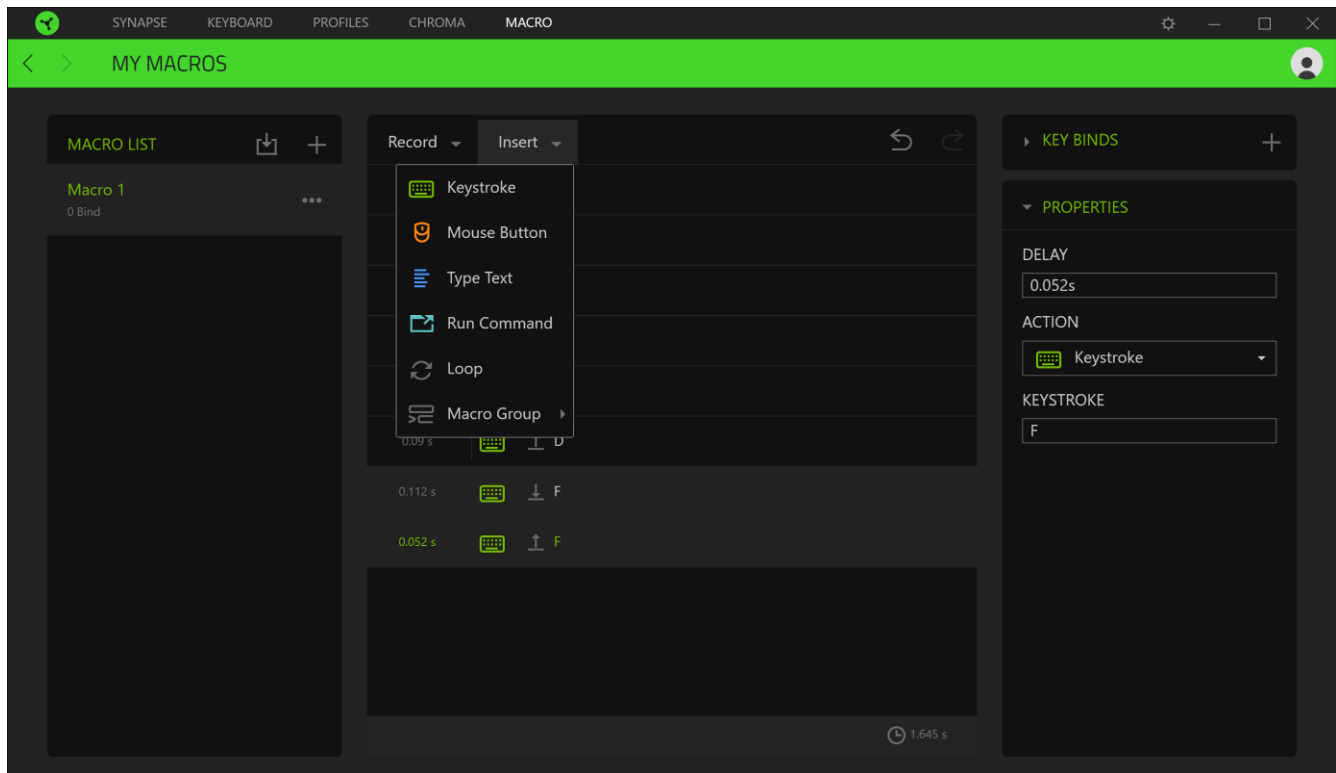 SYNAPSE KEYBOARD PROFILES CHROMA MACRO
MY MACROS
MACRO LIST
Macro 1
0 Bind
Record Insert
Keystroke
Mouse Button
Type Text
Run Command
Loop
Macro Group
0.09 s D
0.112 s F
0.052 s F
1.645 s
KEY BINDS
PROPERTIES
DELAY
0.052s
ACTION
Keystroke
KEYSTROKE
F